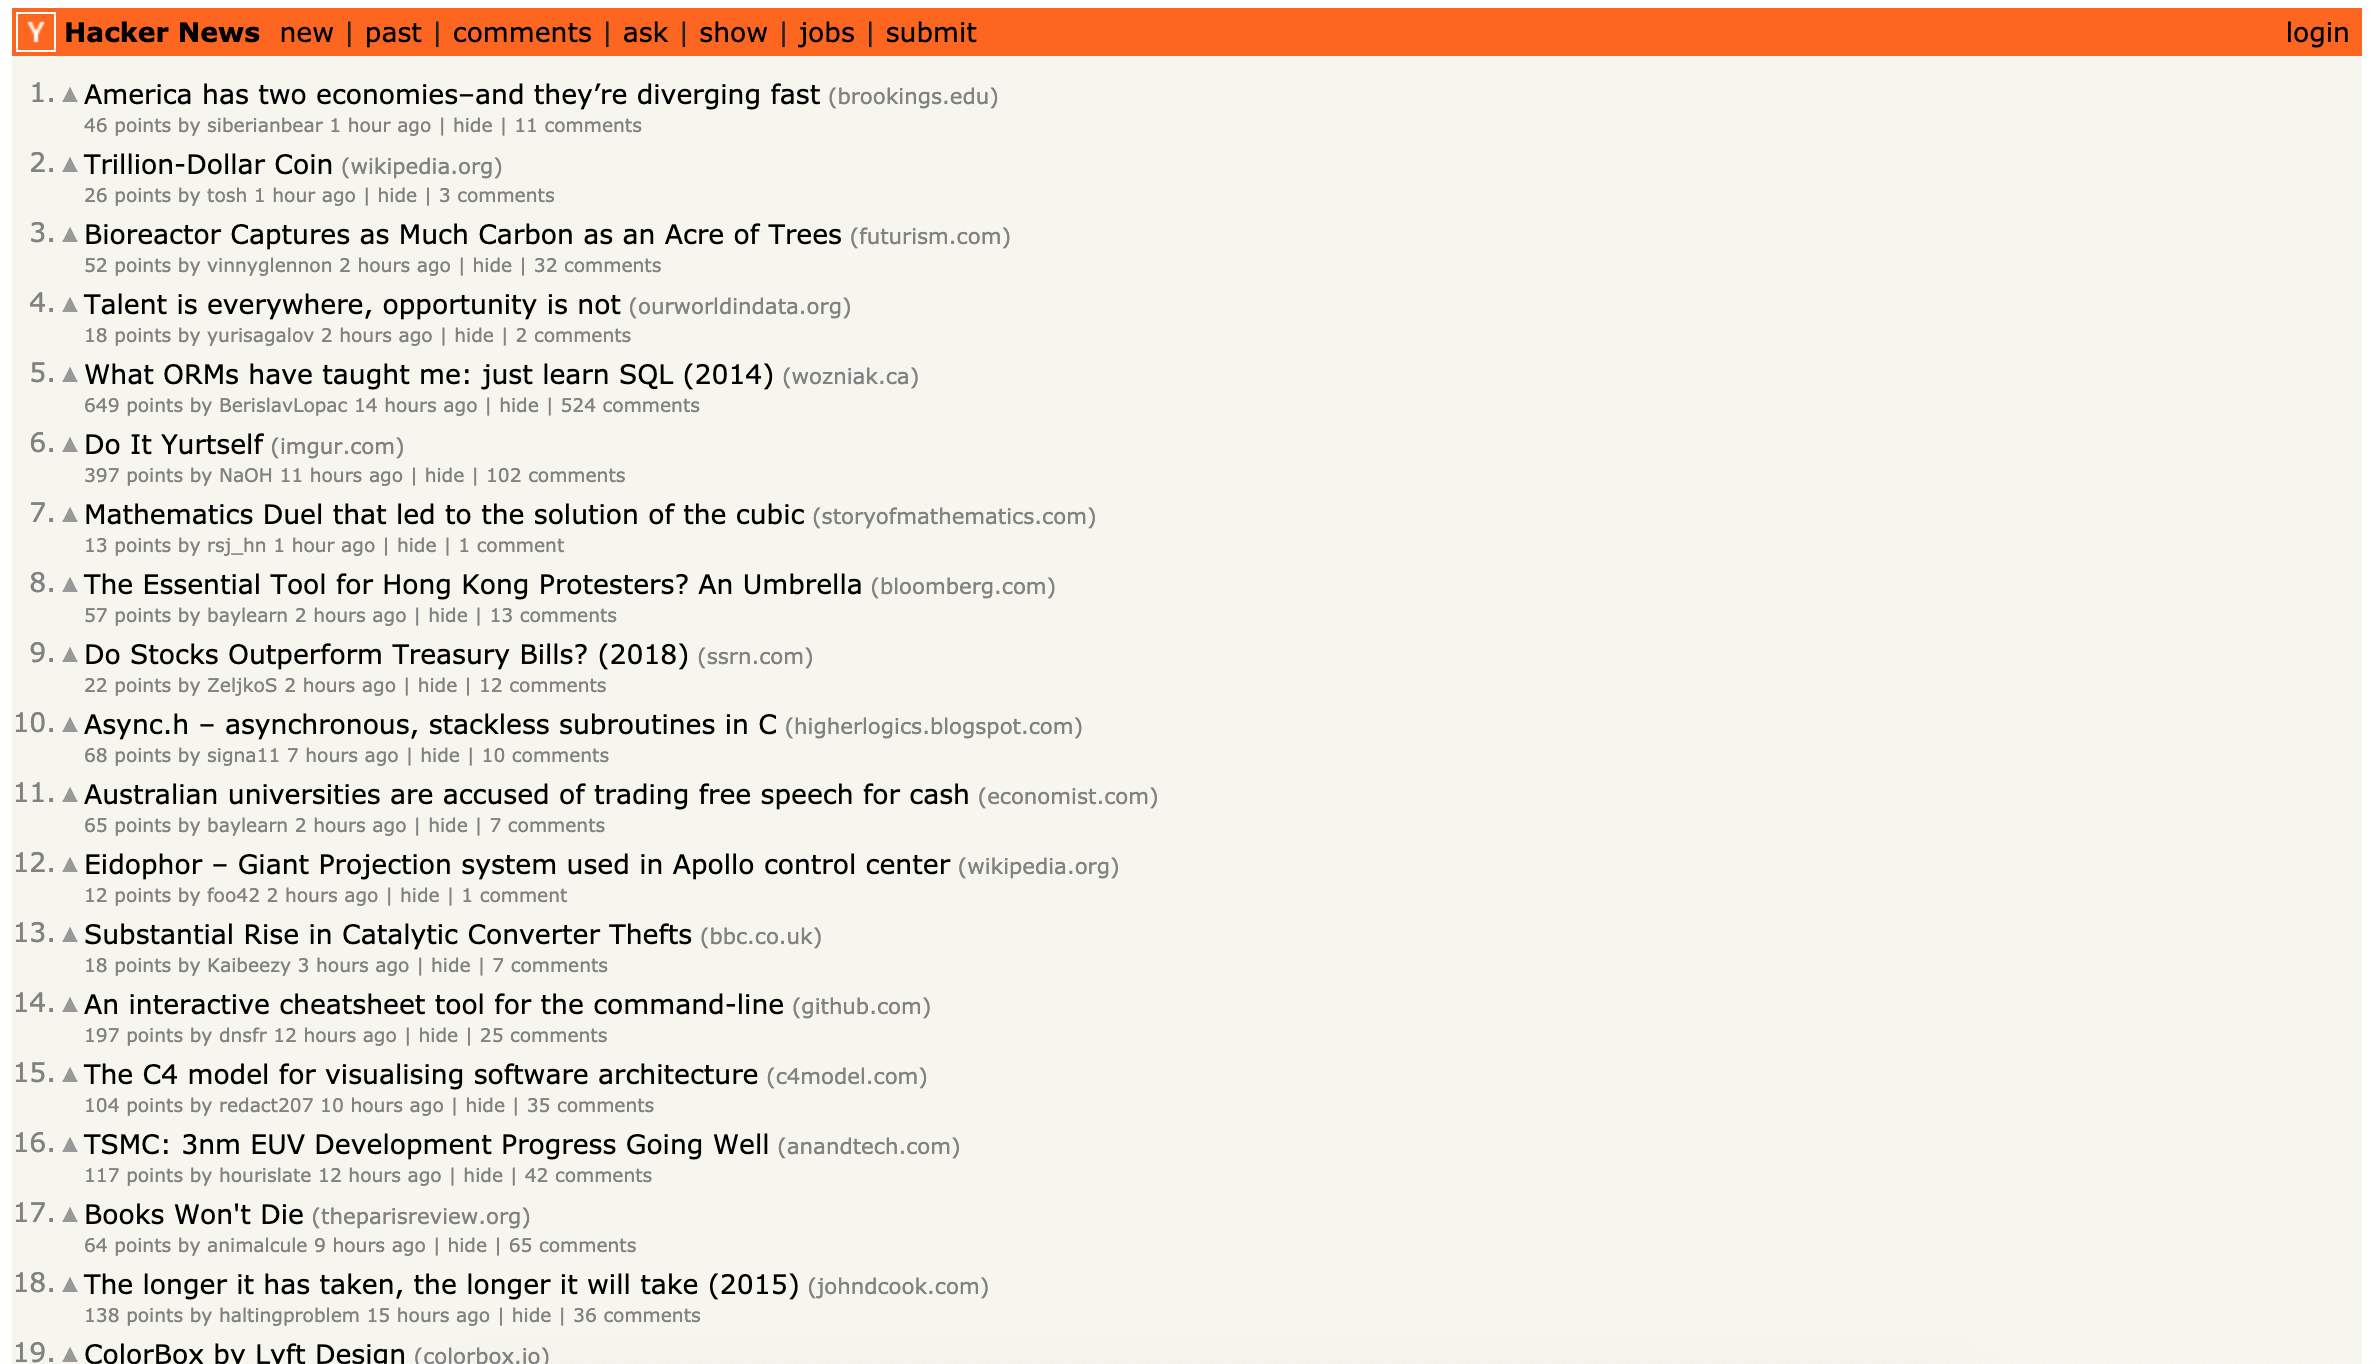 Y Hacker News new | past | comments | ask | show | jobs | submit login
1. ▲ America has two economies–and they’re diverging fast (brookings.edu)
46 points by siberianbear 1 hour ago | hide | 11 comments
2. ▲ Trillion-Dollar Coin (wikipedia.org)
26 points by tosh 1 hour ago | hide | 3 comments
3. ▲ Bioreactor Captures as Much Carbon as an Acre of Trees (futurism.com)
52 points by vinnyglennon 2 hours ago | hide | 32 comments
4. ▲ Talent is everywhere, opportunity is not (ourworldindata.org)
18 points by yurisagalov 2 hours ago | hide | 2 comments
5. ▲ What ORMs have taught me: just learn SQL (2014) (wozniak.ca)
649 points by BerislavLopac 14 hours ago | hide | 524 comments
6. ▲ Do It Yurtself (imgur.com)
397 points by NaOH 11 hours ago | hide | 102 comments
7. ▲ Mathematics Duel that led to the solution of the cubic (storyofmathematics.com)
13 points by rsj_hn 1 hour ago | hide | 1 comment
8. ▲ The Essential Tool for Hong Kong Protesters? An Umbrella (bloomberg.com)
57 points by baylearn 2 hours ago | hide | 13 comments
9. ▲ Do Stocks Outperform Treasury Bills? (2018) (ssrn.com)
22 points by ZeljkoS 2 hours ago | hide | 12 comments
10. ▲ Async.h – asynchronous, stackless subroutines in C (higherlogics.blogspot.com)
68 points by signa11 7 hours ago | hide | 10 comments
11. ▲ Australian universities are accused of trading free speech for cash (economist.com)
65 points by baylearn 2 hours ago | hide | 7 comments
12. ▲ Eidophor – Giant Projection system used in Apollo control center (wikipedia.org)
12 points by foo42 2 hours ago | hide | 1 comment
13. ▲ Substantial Rise in Catalytic Converter Thefts (bbc.co.uk)
18 points by Kaibeezy 3 hours ago | hide | 7 comments
14. ▲ An interactive cheatsheet tool for the command-line (github.com)
197 points by dnsfr 12 hours ago | hide | 25 comments
15. ▲ The C4 model for visualising software architecture (c4model.com)
104 points by redact207 10 hours ago | hide | 35 comments
16. ▲ TSMC: 3nm EUV Development Progress Going Well (anandtech.com)
117 points by hourislate 12 hours ago | hide | 42 comments
17. ▲ Books Won't Die (theparisreview.org)
64 points by animalcule 9 hours ago | hide | 65 comments
18. ▲ The longer it has taken, the longer it will take (2015) (johndcook.com)
138 points by haltingproblem 15 hours ago | hide | 36 comments
19. ▲ ColorBox by Lyft Design (colorbox.io)